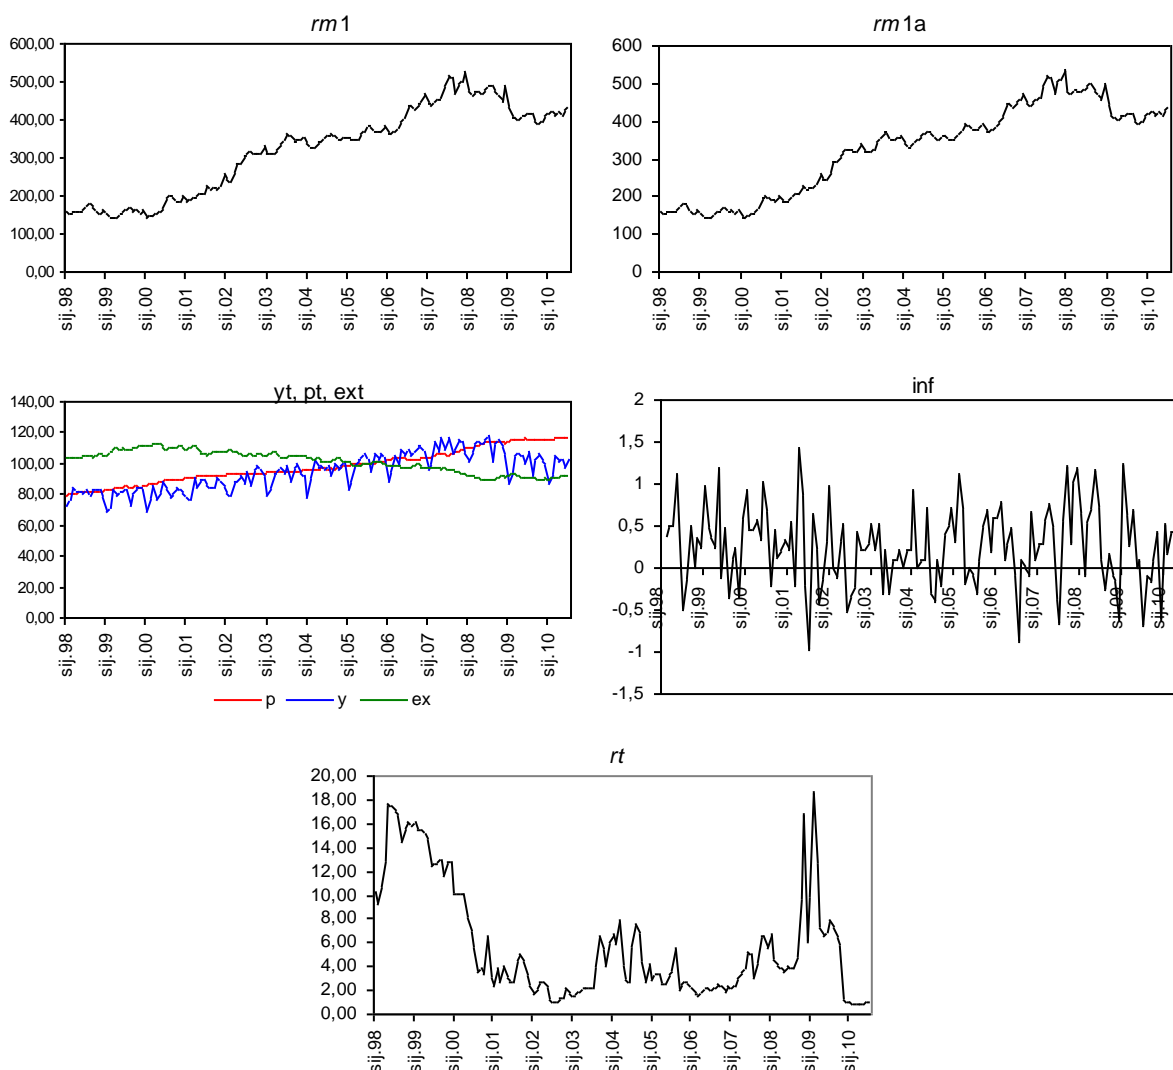 rm1
600,00
500,00
400,00
300,00
200,00
100,00
0,00
sij.98
sij.99
sij.00
sij.01
sij.02
sij.03
sij.04
sij.05
sij.06
sij.07
sij.08
sij.09
sij.10
rm1a
600
500
400
300
200
100
0
sij.98
sij.99
sij.00
sij.01
sij.02
sij.03
sij.04
sij.05
sij.06
sij.07
sij.08
sij.09
sij.10
yt, pt, ext
140,00
120,00
100,00
80,00
60,00
40,00
20,00
0,00
sij.98
sij.99
sij.00
sij.01
sij.02
sij.03
sij.04
sij.05
sij.06
sij.07
sij.08
sij.09
sij.10
p y ex
inf
2
1,5
1
0,5
0
-0,5
-1
-1,5
sij.98
sij.99
sij.00
sij.01
sij.02
sij.03
sij.04
sij.05
sij.06
sij.07
sij.08
sij.09
sij.10
rt
20,00
18,00
16,00
14,00
12,00
10,00
8,00
6,00
4,00
2,00
0,00
sij.98
sij.99
sij.00
sij.01
sij.02
sij.03
sij.04
sij.05
sij.06
sij.07
sij.08
sij.09
sij.10